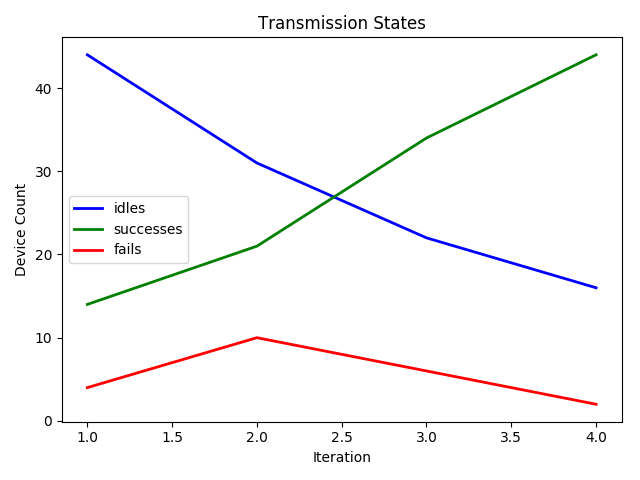 Transmission States
Device Count
40
30
20
10
0
idles
successes
fails
1.0 1.5 2.0 2.5 3.0 3.5 4.0
Iteration